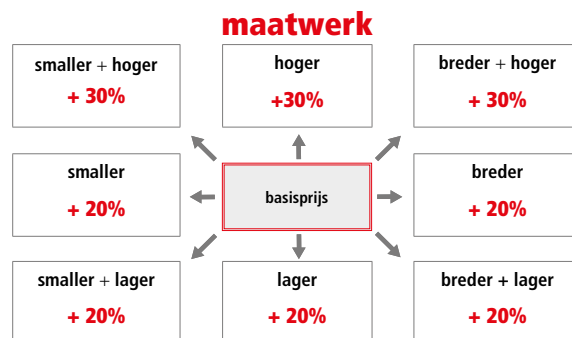 maatwerk
smaller + hoger
+ 30%
hoger
+30%
breder + hoger
+ 30%
smaller
+ 20%
basisprijs
breder
+ 20%
smaller + lager
+ 20%
lager
+ 20%
breder + lager
+ 20%